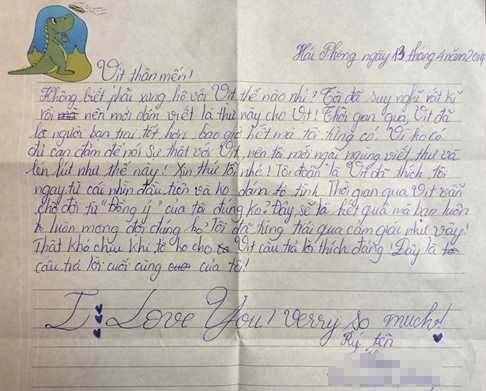 Hải Phòng ngày 13 tháng 4 năm 2014
Vịt thân mến!
Không biết phải xưng hô với Vịt thế nào nhỉ? Tớ đã suy nghĩ rất kĩ
rồi nên mới dám viết lá thư này cho Vịt! Thời gian qua, Vịt đã
là người bạn trai tốt hơn bao giờ hết mà tôi từng có! Vì ko có
đủ can đảm để nói sự thật với Vịt, nên tôi mới ngại ngùng viết thư và
lén lút như thế này! Xin thứ lỗi nhé! Tôi đoán là Vịt đã thích tôi
ngay từ cái nhìn đầu tiên và ko dám tỏ tình. Thời gian qua Vịt vẫn
chờ đợi từ "Đồng ý" của tôi đúng ko? Đây sẽ là kết quả mà bạn luôn
luôn mong đợi đúng ko? Tôi đã từng trải qua cảm giác như vậy!
Thật khó chịu khi tớ ko cho Vịt câu trả lời thích đáng! Đây là
câu trả lời cuối cùng của tôi!
I Love You! verry so much!
Ký tên